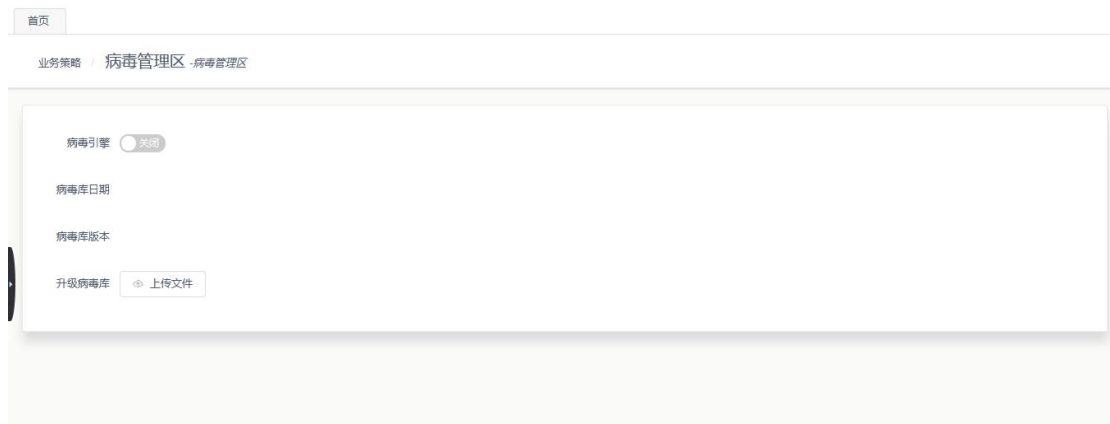 首页
业务策略 / 病毒管理区 -病毒管理区
病毒引擎 关闭
病毒库日期
病毒库版本
升级病毒库 上传文件